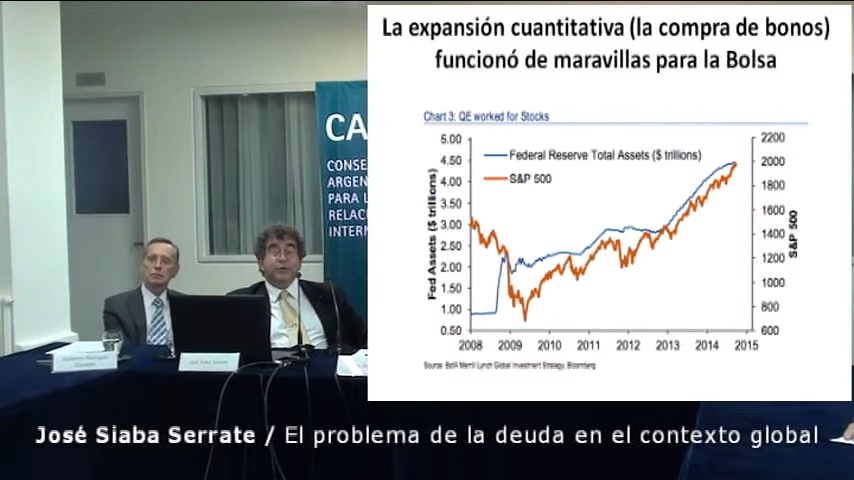 La expansión cuantitativa (la compra de bonos)
funcionó de maravillas para la Bolsa
Chart 3: QE worked for Stocks
Federal Reserve Total Assets ($ trillions)
S&P 500
Fed Assets ($ trillions)
5.00
4.50
4.00
3.50
3.00
2.50
2.00
1.50
1.00
0.50
2200
2000
1800
1600
1400
1200
1000
800
600
S&P 500
2008 2009 2010 2011 2012 2013 2014 2015
Source: BofA Merrill Lynch Global Investment Strategy, Bloomberg
CA
CONSE
ARGEN
PARA L
RELAC
INTERN
José Siaba Serrate / El problema de la deuda en el contexto global